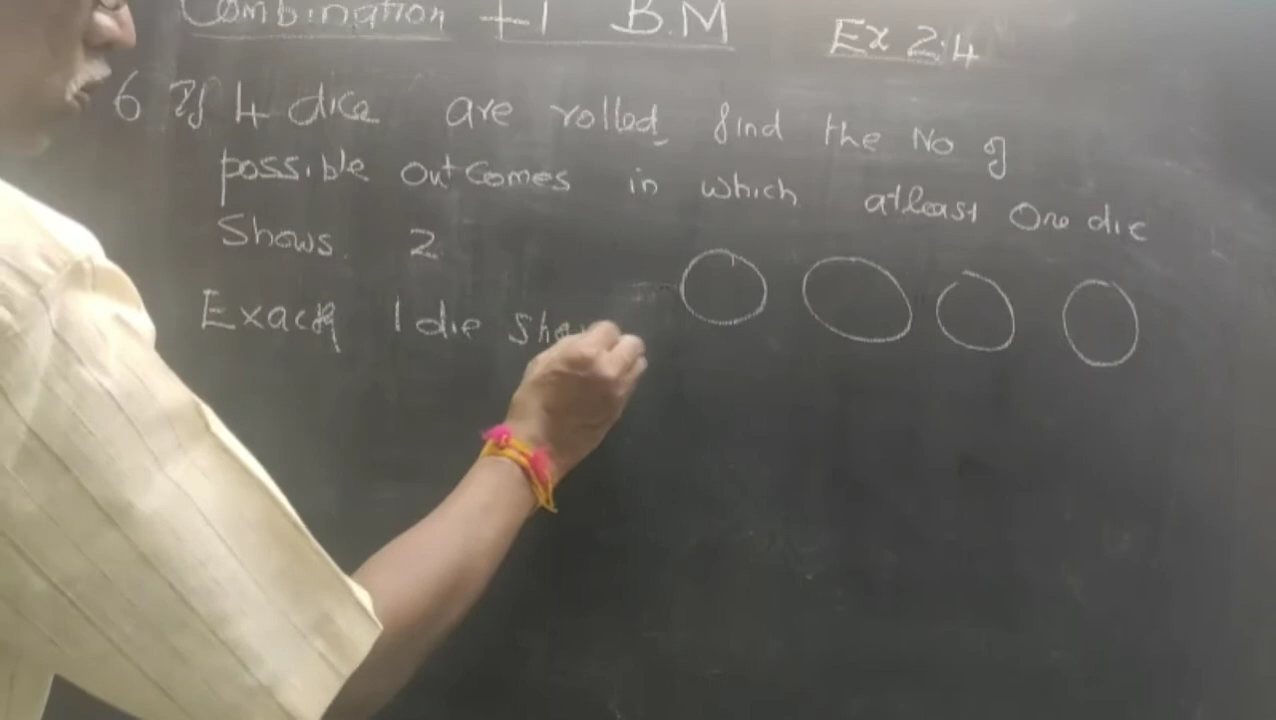 Combination +1 B.M Ex 2.4
6 If 4 dice are rolled, find the No of
possible outcomes in which atleast One die
Shows. 2
Exactly 1 die sho